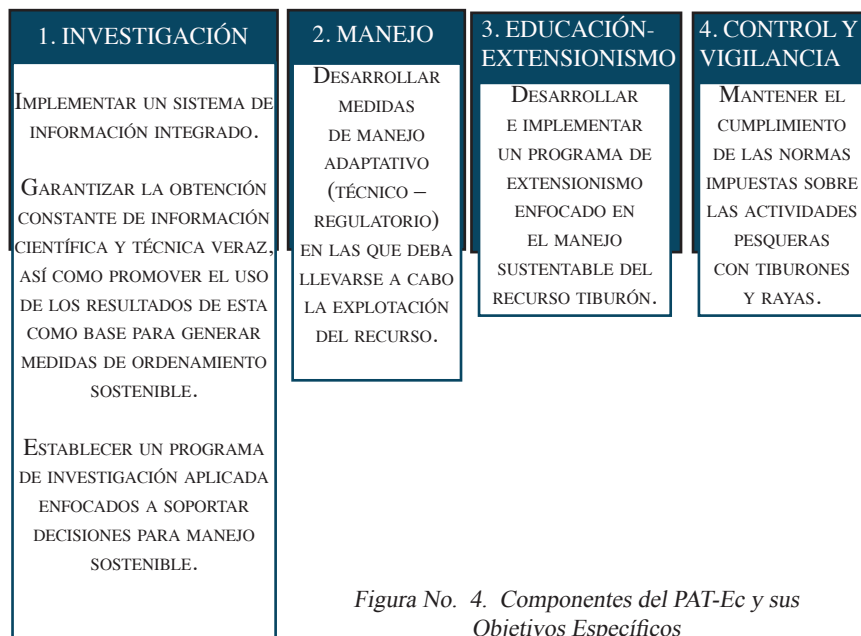 1. INVESTIGACIÓN
IMPLEMENTAR UN SISTEMA DE
INFORMACIÓN INTEGRADO.
GARANTIZAR LA OBTENCIÓN
CONSTANTE DE INFORMACIÓN
CIENTÍFICA Y TÉCNICA VERAZ,
ASÍ COMO PROMOVER EL USO
DE LOS RESULTADOS DE ESTA
COMO BASE PARA GENERAR
MEDIDAS DE ORDENAMIENTO
SOSTENIBLE.
ESTABLECER UN PROGRAMA
DE INVESTIGACIÓN APLICADA
ENFOCADOS A SOPORTAR
DECISIONES PARA MANEJO
SOSTENIBLE.
2. MANEJO
DESARROLLAR
MEDIDAS
DE MANEJO
ADAPTATIVO
(TÉCNICO –
REGULATORIO)
EN LAS QUE DEBA
LLEVARSE A CABO
LA EXPLOTACIÓN
DEL RECURSO.
3. EDUCACIÓN-
EXTENSIONISMO
DESARROLLAR
E IMPLEMENTAR
UN PROGRAMA DE
EXTENSIONISMO
ENFOCADO EN
EL MANEJO
SUSTENTABLE DEL
RECURSO TIBURÓN.
4. CONTROL Y
VIGILANCIA
MANTENER EL
CUMPLIMIENTO
DE LAS NORMAS
IMPUESTAS SOBRE
LAS ACTIVIDADES
PESQUERAS
CON TIBURONES
Y RAYAS.
Figura No. 4. Componentes del PAT-Ec y sus
Objetivos Específicos